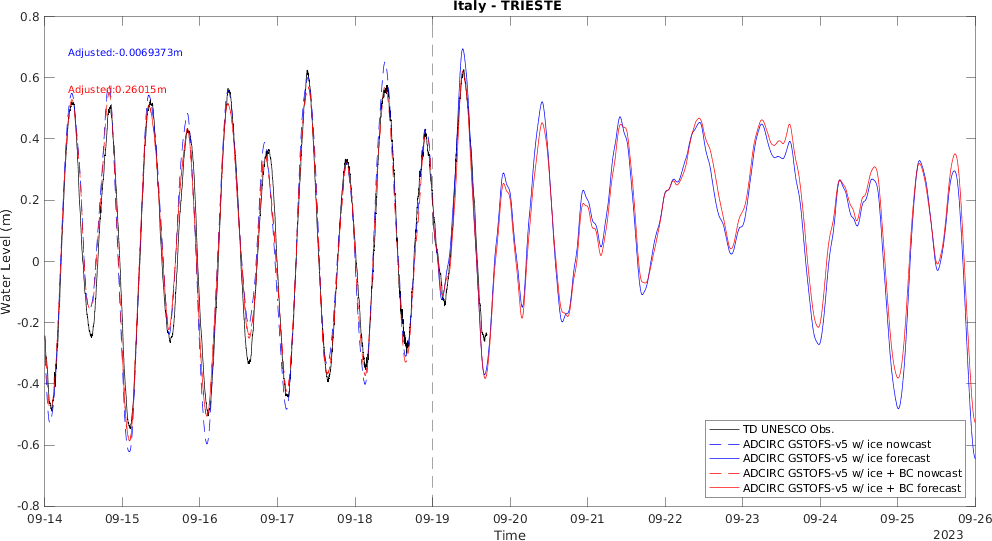 Italy - TRIESTE
Adjusted:-0.0069373m
Adjusted:0.26015m
Water Level (m)
0.8
0.6
0.4
0.2
0
-0.2
-0.4
-0.6
-0.8
TD UNESCO Obs.
ADCIRC GSTOFS-v5 w/ ice nowcast
ADCIRC GSTOFS-v5 w/ ice forecast
ADCIRC GSTOFS-v5 w/ ice + BC nowcast
ADCIRC GSTOFS-v5 w/ ice + BC forecast
09-14 09-15 09-16 09-17 09-18 09-19 09-20 09-21 09-22 09-23 09-24 09-25 09-26
Time
2023